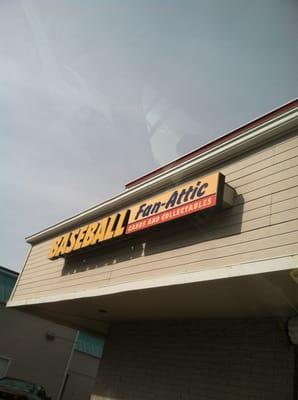 BASEBALL Fan-Attic
CARDS AND COLLECTABLES